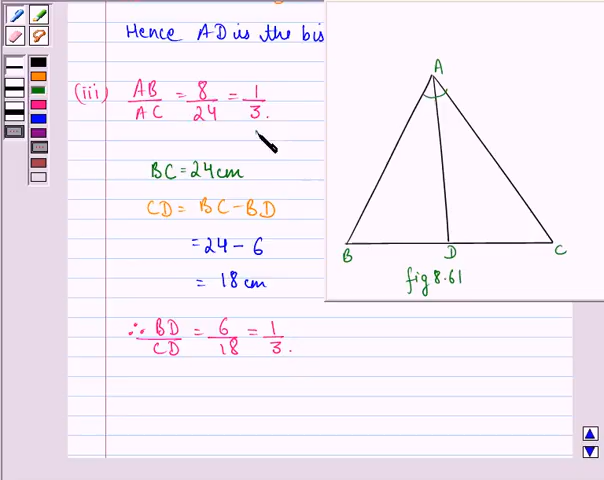 Hence AD is the bis
(iii) AB/AC = 8/24 = 1/3.
BC = 24cm
CD = BC - BD
= 24 - 6
= 18 cm
∴ BD/CD = 6/18 = 1/3.
A
B D C
fig 8.61